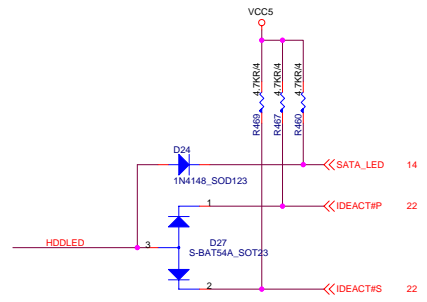 VCC5
4.7KR/4
4.7KR/4
4.7KR/4
R469
R467
R460
D24
1N4148_SOD123
SATA_LED 14
1
IDEACT#P 22
HDDLED
3
D27
S-BAT54A_SOT23
2
IDEACT#S 22